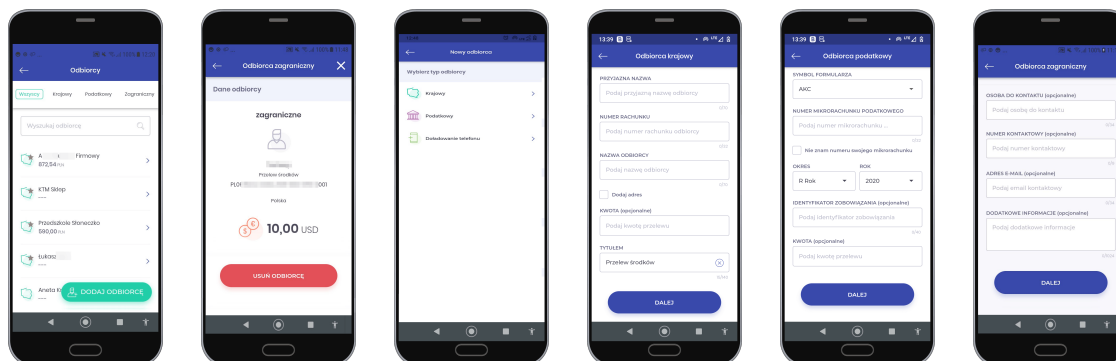 Odbiorcy
Wszyscy
Krajowy
Podatkowy
Zagraniczny
Wyszukaj odbiorcę
A Firmowy
872,54 PLN
KTM Sklep
Przedszkole Słoneczko
590,00 PLN
Łukasz
Aneta K
DODAJ ODBIORCĘ
Odbiorca zagraniczny
Dane odbiorcy
zagraniczne
Przelew środków
PL01 001
Polska
10,00 USD
USUŃ ODBIORCĘ
Nowy odbiorca
Wybierz typ odbiorcy
Krajowy
Podatkowy
Doładowanie telefonu
13:39
Odbiorca krajowy
PRZYJAZNA NAZWA
Podaj przyjazną nazwę odbiorcy
NUMER RACHUNKU
Podaj numer rachunku odbiorcy
NAZWA ODBIORCY
Podaj nazwę odbiorcy
Dodaj adres
KWOTA (opcjonalne)
Podaj kwotę przelewu
TYTUŁEM
Przelew środków
DALEJ
13:39
Odbiorca podatkowy
SYMBOL FORMULARZA
AKC
NUMER MIKRORACHUNKU PODATKOWEGO
Podaj numer mikrorachunku ...
Nie znam numeru swojego mikrorachunku
OKRES ROK
R Rok 2020
IDENTYFIKATOR ZOBOWIĄZANIA (opcjonalne)
Podaj identyfikator zobowiązania
0/40
KWOTA (opcjonalne)
Podaj kwotę przelewu
DALEJ
Odbiorca zagraniczny
OSOBA DO KONTAKTU (opcjonalne)
Podaj osobę do kontaktu
NUMER KONTAKTOWY (opcjonalne)
Podaj numer kontaktowy
ADRES E-MAIL (opcjonalne)
Podaj email kontaktowy
DODATKOWE INFORMACJE (opcjonalne)
Podaj dodatkowe informacje
DALEJ